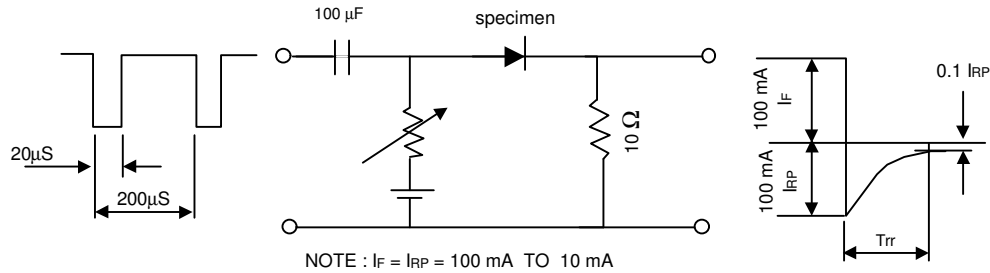 100 µF
specimen
20µS
200µS
10 Ω
100 mA
IF
100 mA
IRP
0.1 IRP
Trr
NOTE : IF = IRP = 100 mA TO 10 mA